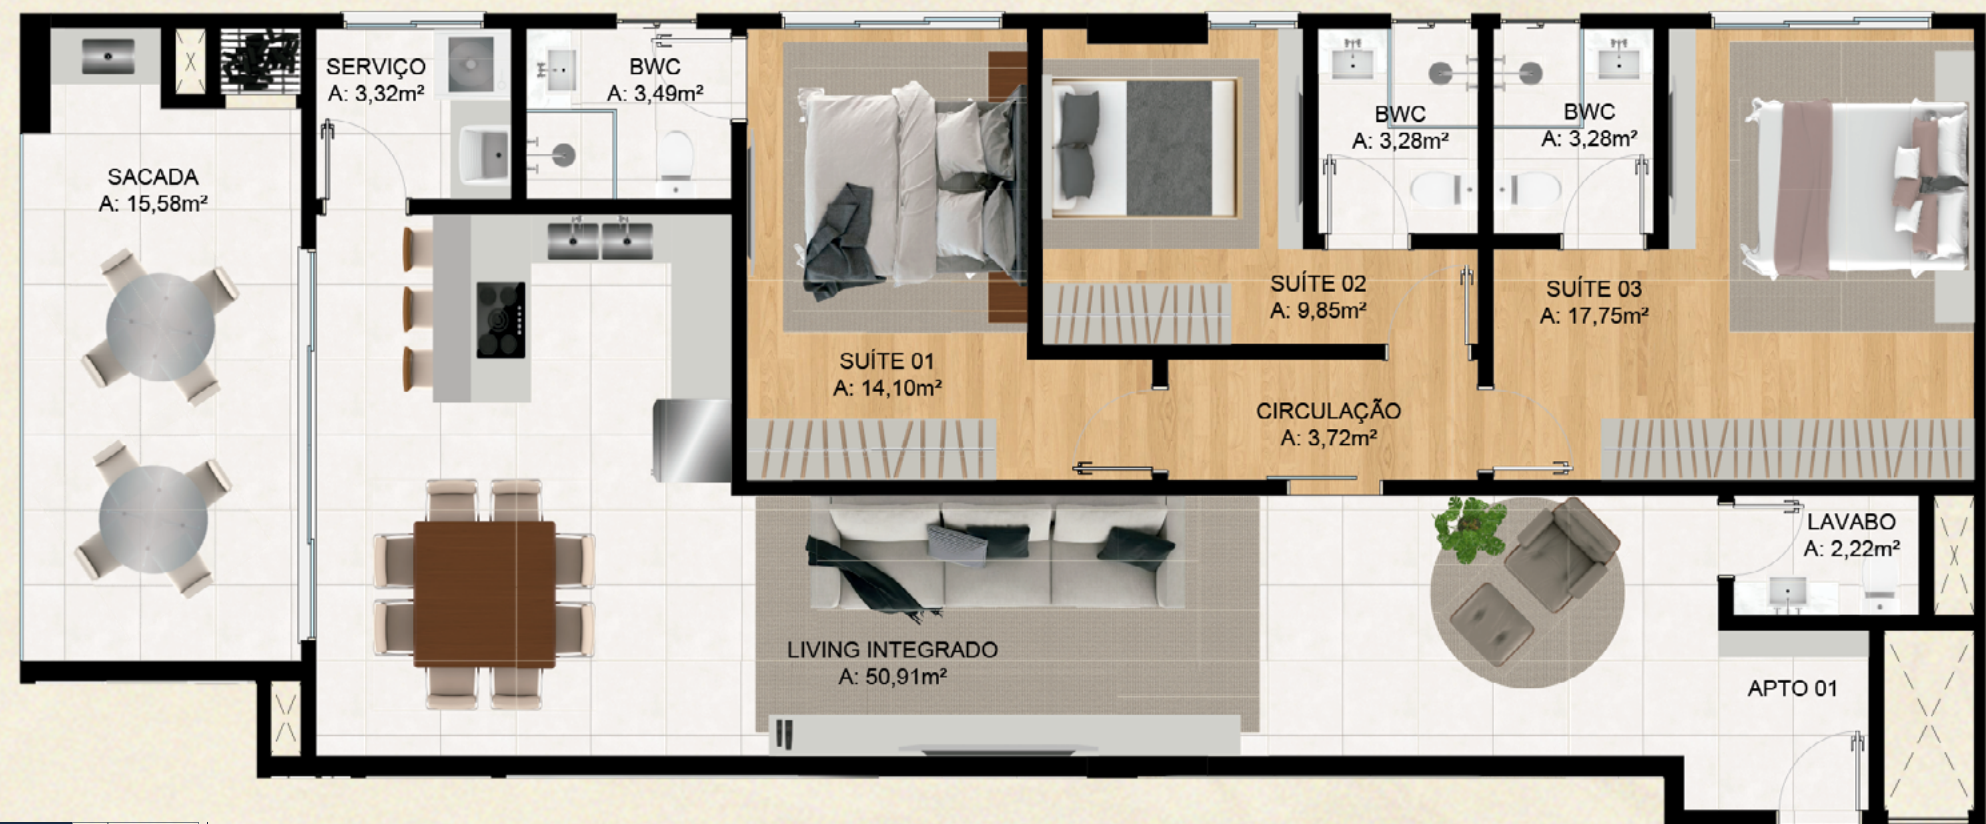 SERVIÇO
A: 3,32m²
BWC
A: 3,49m²
BWC
A: 3,28m²
BWC
A: 3,28m²
SACADA
A: 15,58m²
SUÍTE 01
A: 14,10m²
SUÍTE 02
A: 9,85m²
SUÍTE 03
A: 17,75m²
CIRCULAÇÃO
A: 3,72m²
LAVABO
A: 2,22m²
LIVING INTEGRADO
A: 50,91m²
APTO 01